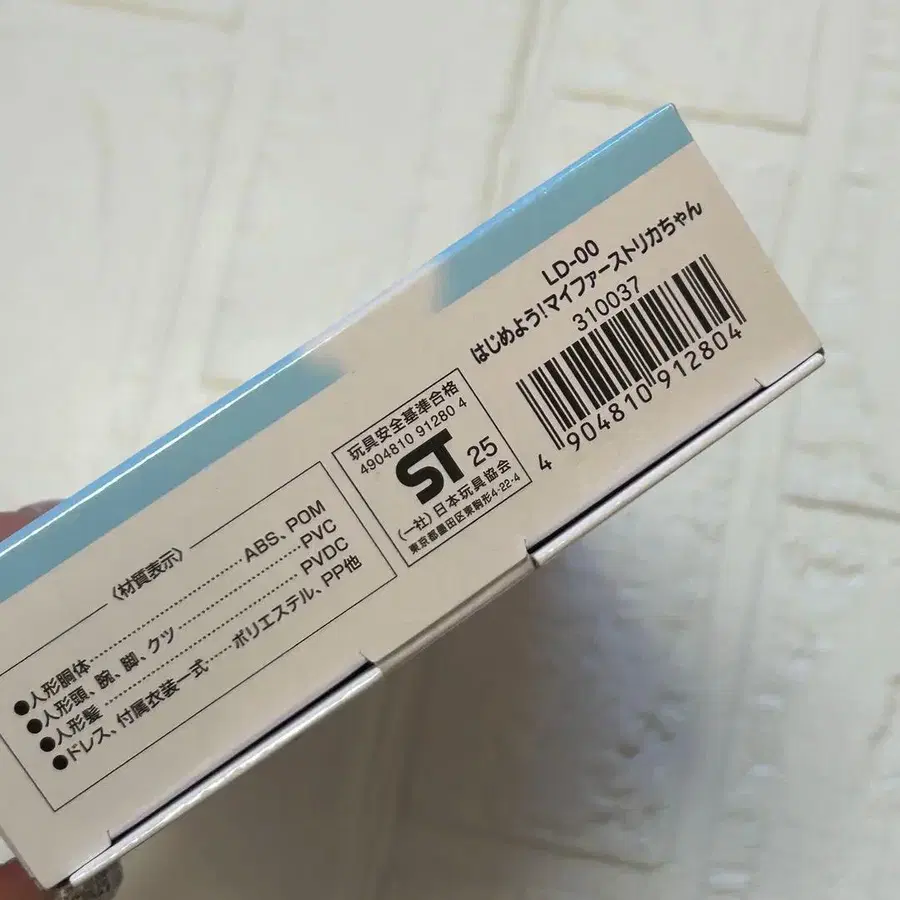 LD-00
はじめよう!マイファーストリカちゃん
310037
4 904810 912804
玩具安全基準合格
4904810 91280 4
ST 25
(一社)日本玩具協会
東京都墨田区東駒形4-22-4
〈材質表示〉
●人形胴体……ABS、POM
●人形頭、腕、脚、クツ……PVC
●人形髪……PVDC
●ドレス、付属衣装一式……ポリエステル、PP他